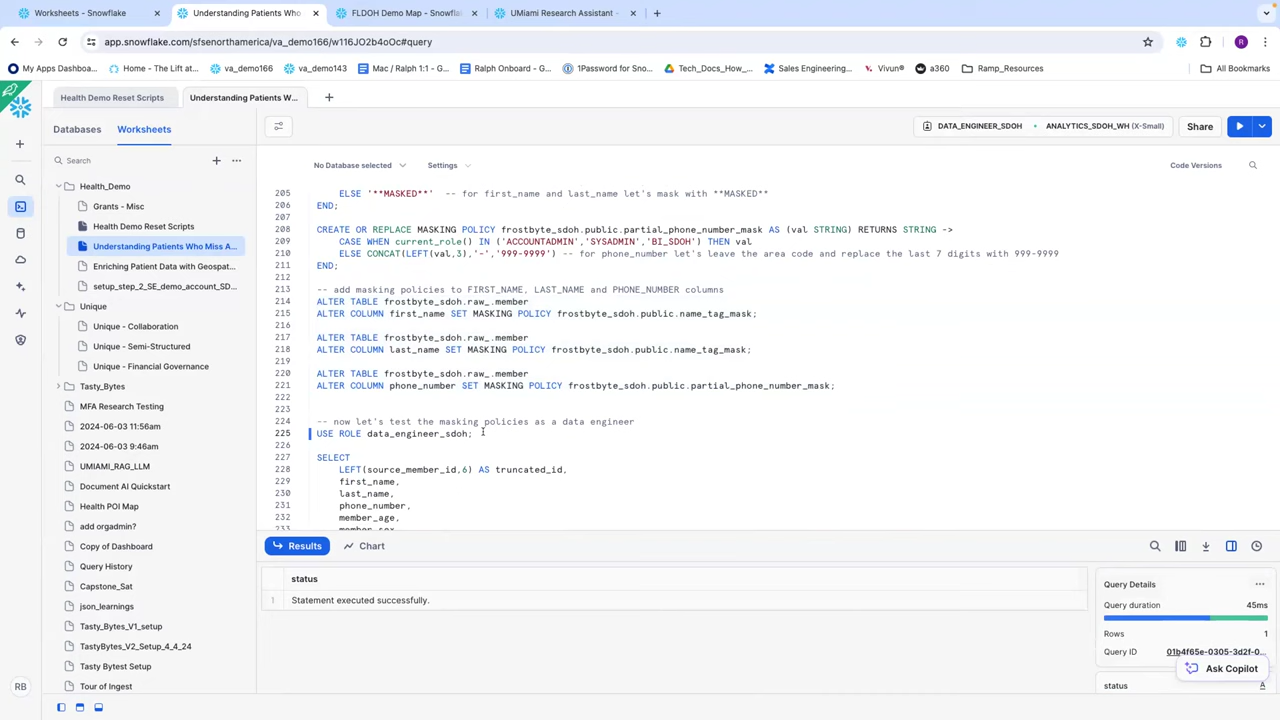 Worksheets - Snowflake
Understanding Patients Who
FLDOH Demo Map - Snowflake
UMiami Research Assistant -
app.snowflake.com/sfsenorthamerica/va_demo166/w116JO2b4oOc#query
R
My Apps Dashboa...
Home - The Lift at...
va_demo166
va_demo143
Mac / Ralph 1:1 - G...
Ralph Onboard - G...
1Password for Sno...
Tech_Docs_How_...
Sales Engineering...
Vivun®
a360
Ramp_Resources
All Bookmarks
Health Demo Reset Scripts
Understanding Patients W...
Databases
Worksheets
DATA_ENGINEER_SDOH
ANALYTICS_SDOH_WH (X-Small)
Share
Search
No Database selected
Settings
Code Versions
Health_Demo
Grants - Misc
Health Demo Reset Scripts
Understanding Patients Who Miss A...
Enriching Patient Data with Geospat...
setup_step_2_SE_demo_account_SD...
Unique
Unique - Collaboration
Unique - Semi-Structured
Unique - Financial Governance
Tasty_Bytes
MFA Research Testing
2024-06-03 11:56am
2024-06-03 9:46am
UMIAMI_RAG_LLM
Document AI Quickstart
Health POI Map
add orgadmin?
Copy of Dashboard
Query History
Capstone_Sat
json_learnings
Tasty_Bytes_V1_setup
TastyBytes_V2_Setup_4_4_24
Tasty Bytest Setup
Tour of Ingest
RB
205 ELSE '**MASKED**' -- for first_name and last_name let's mask with **MASKED**
206 END;
207
208 CREATE OR REPLACE MASKING POLICY frostbyte_sdoh.public.partial_phone_number_mask AS (val STRING) RETURNS STRING ->
209 CASE WHEN current_role() IN ('ACCOUNTADMIN','SYSADMIN','BI_SDOH') THEN val
210 ELSE CONCAT(LEFT(val,3),'-','999-9999') -- for phone_number let's leave the area code and replace the last 7 digits with 999-9999
211 END;
212
213 -- add masking policies to FIRST_NAME, LAST_NAME and PHONE_NUMBER columns
214 ALTER TABLE frostbyte_sdoh.raw_.member
215 ALTER COLUMN first_name SET MASKING POLICY frostbyte_sdoh.public.name_tag_mask;
216
217 ALTER TABLE frostbyte_sdoh.raw_.member
218 ALTER COLUMN last_name SET MASKING POLICY frostbyte_sdoh.public.name_tag_mask;
219
220 ALTER TABLE frostbyte_sdoh.raw_.member
221 ALTER COLUMN phone_number SET MASKING POLICY frostbyte_sdoh.public.partial_phone_number_mask;
222
223
224 -- now let's test the masking policies as a data engineer
225 USE ROLE data_engineer_sdoh;
226
227 SELECT
228 LEFT(source_member_id,6) AS truncated_id,
229 first_name,
230 last_name,
231 phone_number,
232 member_age,
233 member_sex,
Results
Chart
status
1 Statement executed successfully.
Query Details
...
Query duration 45ms
Rows 1
Query ID 01b4f65e-0305-3d2f-0...
Ask Copilot
status A